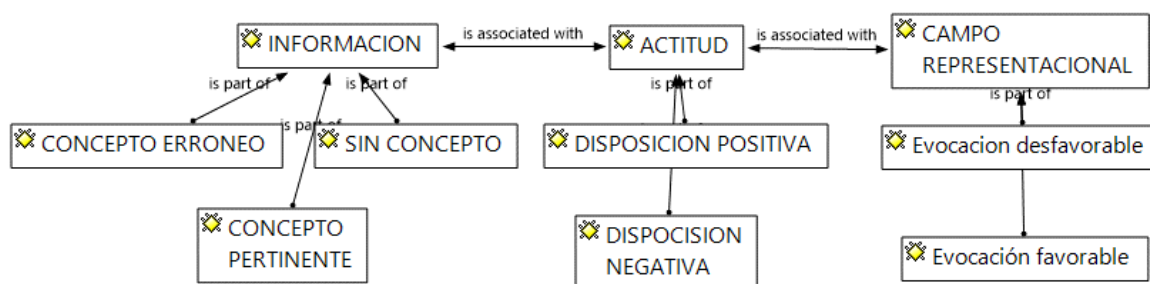 INFORMACION
is associated with
ACTITUD
is associated with
CAMPO
REPRESENTACIONAL
is part of
is part of
is part of
is part of
is part of
CONCEPTO ERRONEO
SIN CONCEPTO
DISPOSICION POSITIVA
Evocacion desfavorable
CONCEPTO
PERTINENTE
DISPOCISION
NEGATIVA
Evocación favorable